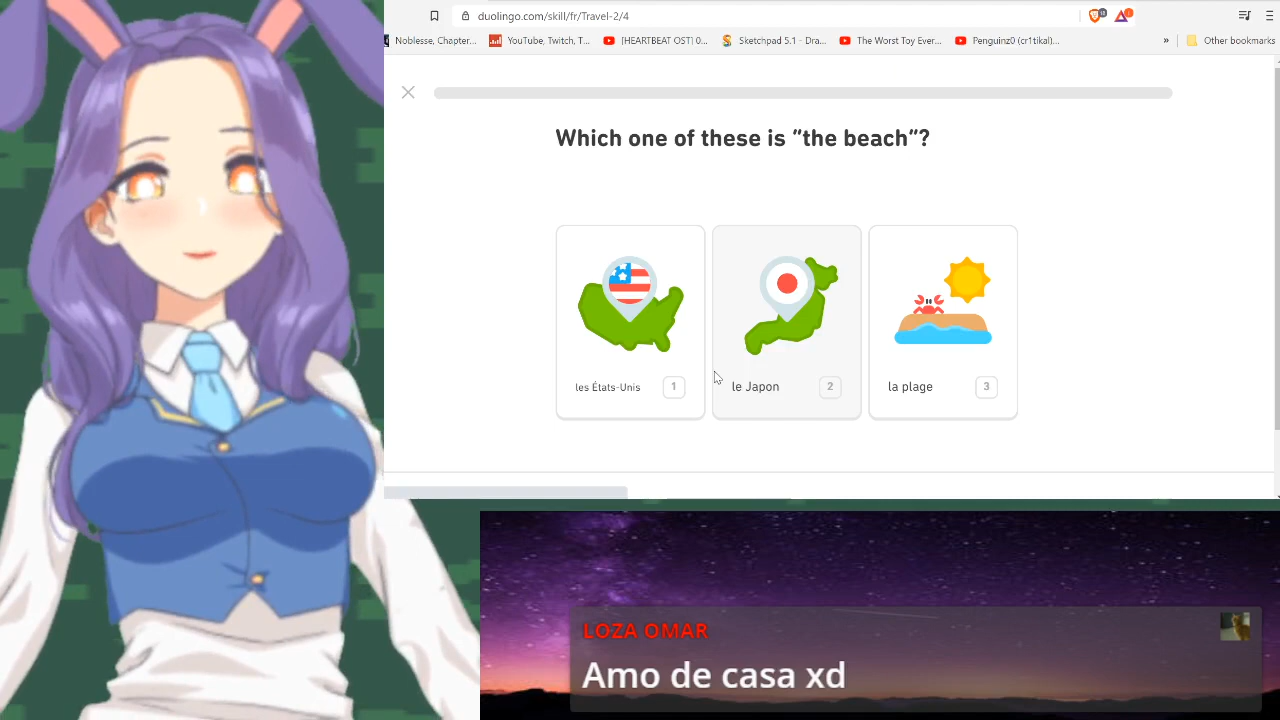 duolingo.com/skill/fr/Travel-2/4
Noblesse, Chapter... YouTube, Twitch, T... [HEARTBEAT OST] 0... Sketchpad 5.1 - Dr... The Worst Toy Ever... Penguinz0 (cr1tikal)... » Other bookmarks
Which one of these is “the beach”?
les États-Unis 1 le Japon 2 la plage 3
LOZA OMAR
Amo de casa xd